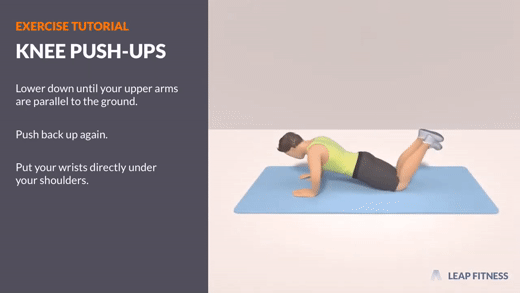 EXERCISE TUTORIAL
KNEE PUSH-UPS
Lower down until your upper arms
are parallel to the ground.
Push back up again.
Put your wrists directly under
your shoulders.
LEAP FITNESS